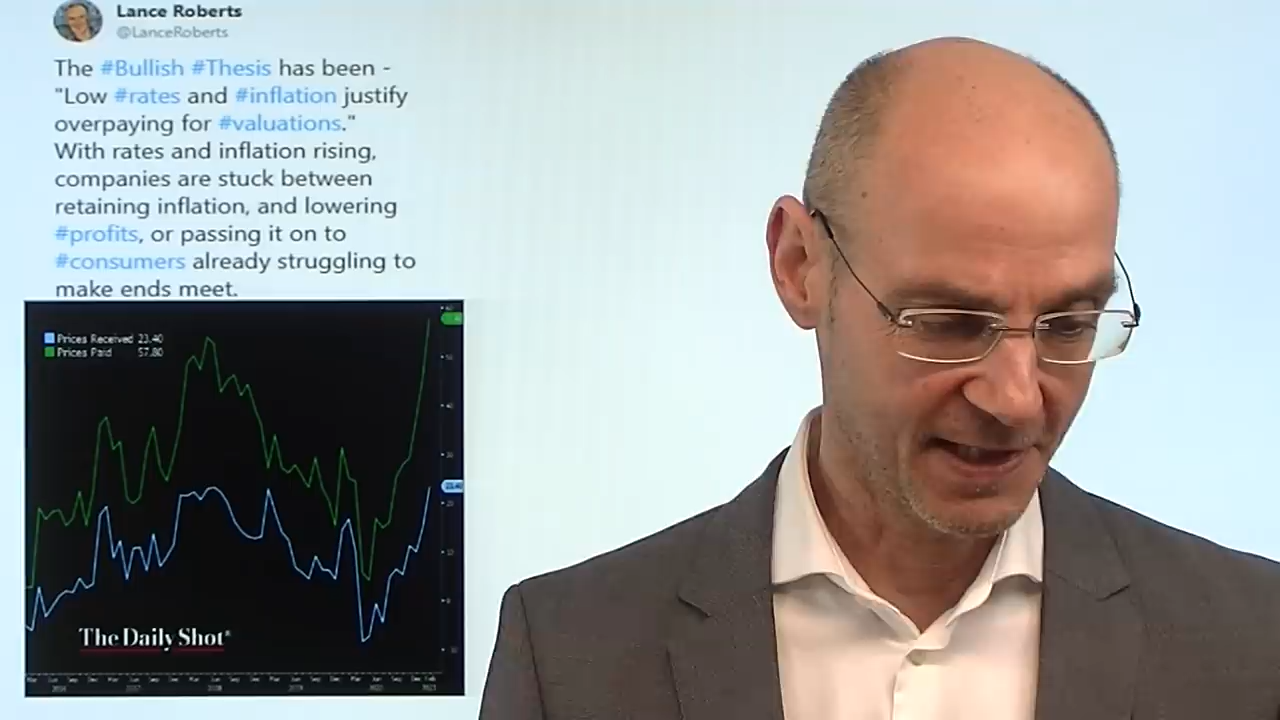 Lance Roberts
@LanceRoberts
The #Bullish #Thesis has been -
"Low #rates and #inflation justify
overpaying for #valuations."
With rates and inflation rising,
companies are stuck between
retaining inflation, and lowering
#profits, or passing it on to
#consumers already struggling to
make ends meet.
Prices Received 23.40
Prices Paid 57.80
The Daily Shot